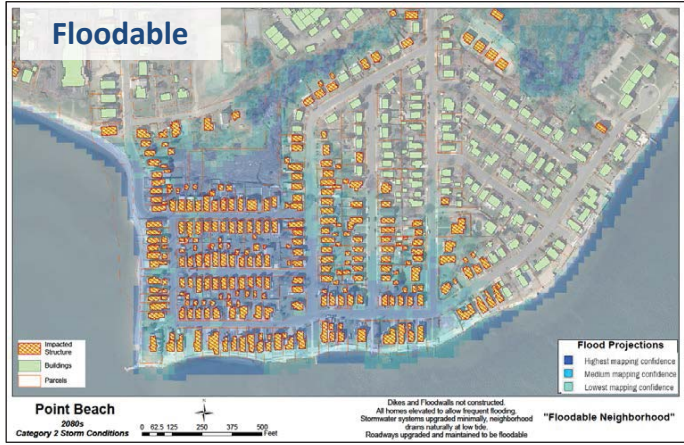 Floodable
Impacted
Structure
Buildings
Parcels
Flood Projections
Highest mapping confidence
Medium mapping confidence
Lowest mapping confidence
Point Beach
2080s
Category 2 Storm Conditions
0 62.5 125 250 375 500
Feet
Dikes and Floodwalls not constructed.
All homes elevated to allow frequent flooding.
Stormwater systems upgraded minimally, neighborhood
drains naturally at low tide.
Roadways upgraded and maintained to be floodable
"Floodable Neighborhood"